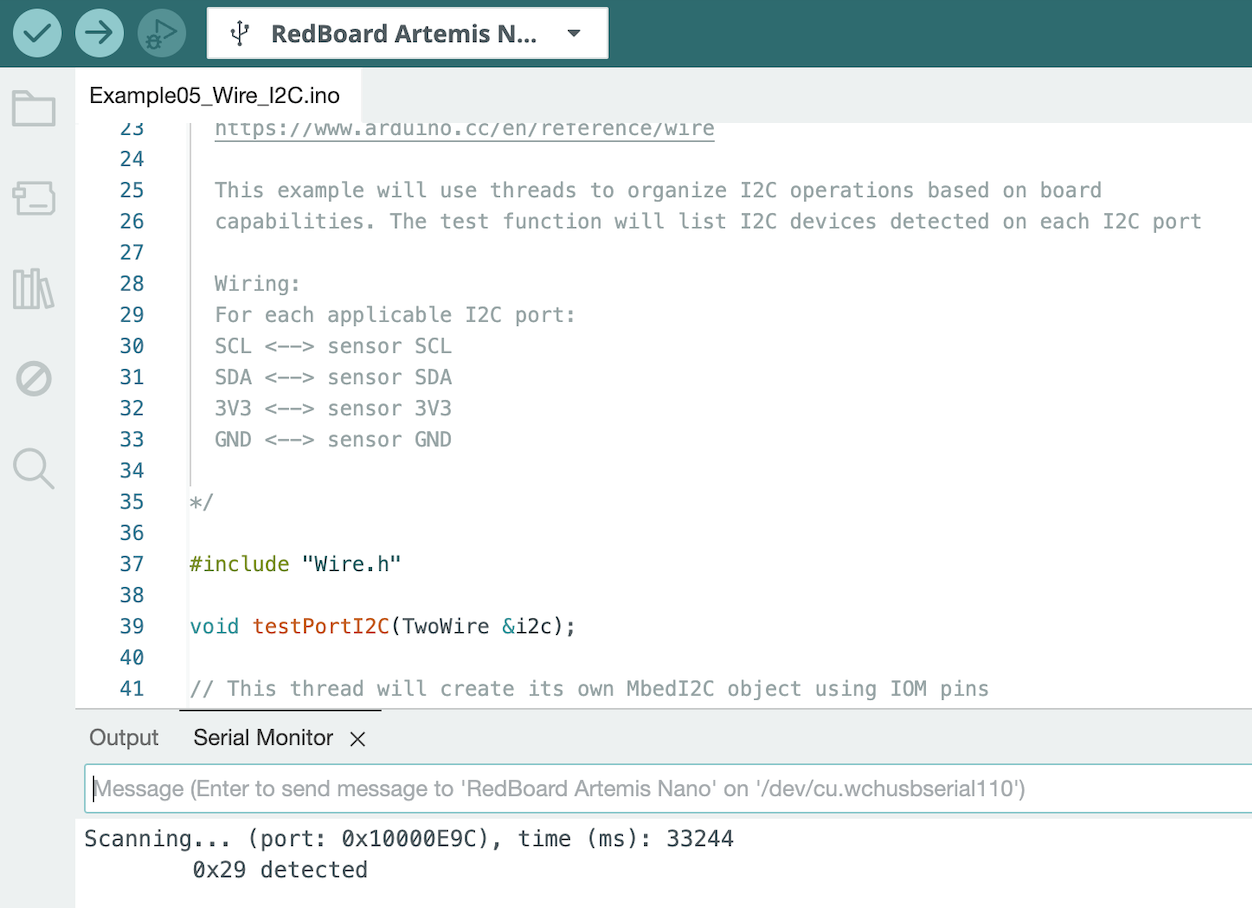 RedBoard Artemis N...
Example05_Wire_I2C.ino
23 https://www.arduino.cc/en/reference/wire
24
25 This example will use threads to organize I2C operations based on board
26 capabilities. The test function will list I2C devices detected on each I2C port
27
28 Wiring:
29 For each applicable I2C port:
30 SCL <--> sensor SCL
31 SDA <--> sensor SDA
32 3V3 <--> sensor 3V3
33 GND <--> sensor GND
34
35 */
36
37 #include "Wire.h"
38
39 void testPortI2C(TwoWire &i2c);
40
41 // This thread will create its own MbedI2C object using IOM pins
Output Serial Monitor
Message (Enter to send message to 'RedBoard Artemis Nano' on '/dev/cu.wchusbserial110')
Scanning... (port: 0x10000E9C), time (ms): 33244
0x29 detected